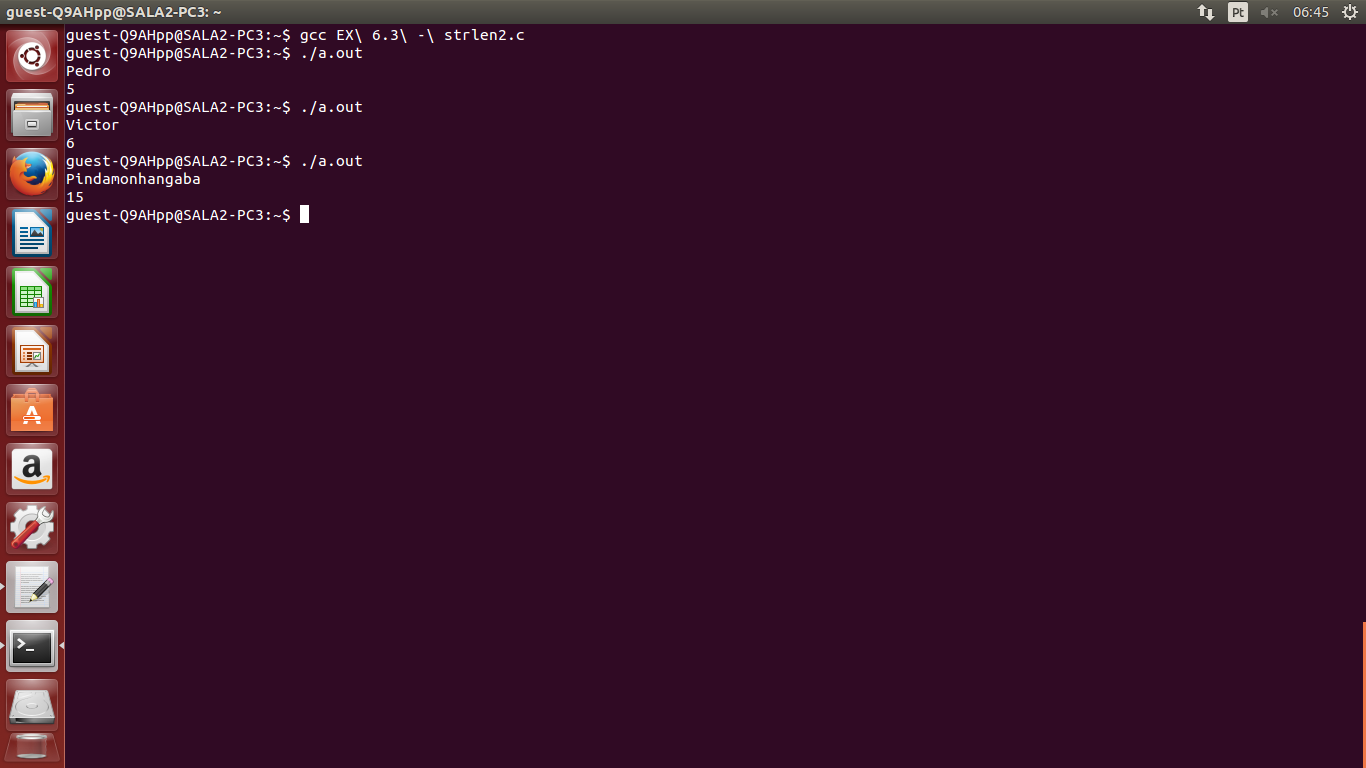 guest-Q9AHpp@SALA2-PC3: ~
Pt
06:45
guest-Q9AHpp@SALA2-PC3:~$ gcc EX\ 6.3\ -\ strlen2.c
guest-Q9AHpp@SALA2-PC3:~$ ./a.out
Pedro
5
guest-Q9AHpp@SALA2-PC3:~$ ./a.out
Victor
6
guest-Q9AHpp@SALA2-PC3:~$ ./a.out
Pindamonhangaba
15
guest-Q9AHpp@SALA2-PC3:~$